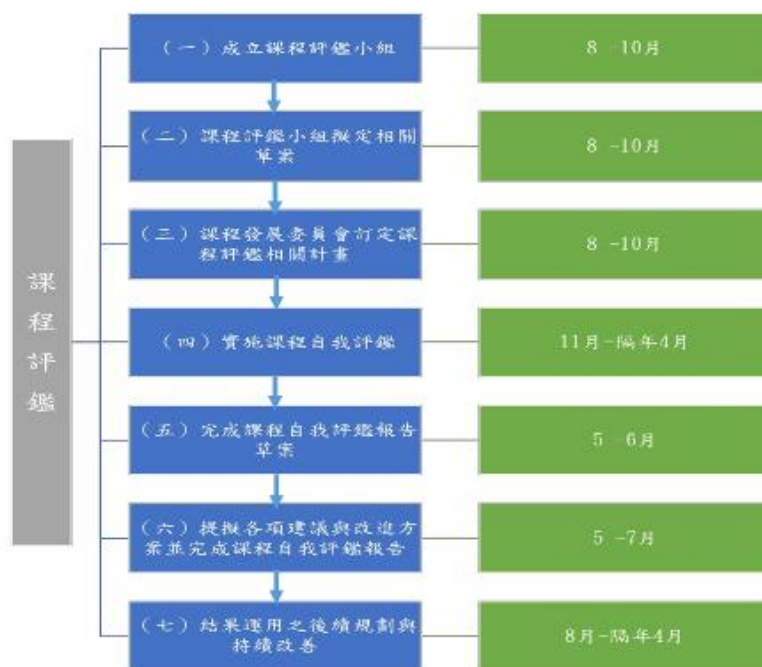 課程評鑑
（一）成立課程評鑑小組
8 -10月
（二）課程評鑑小組擬定相關
草案
8 -10月
（三）課程發展委員會訂定課
程評鑑相關計畫
8 -10月
（四）實施課程自我評鑑
11月-隔年4月
（五）完成課程自我評鑑報告
草案
5 -6月
（六）提擬各項建議與改進方
案並完成課程自我評鑑報告
5 -7月
（七）結果運用之後續規劃與
持續改善
8月-隔年4月